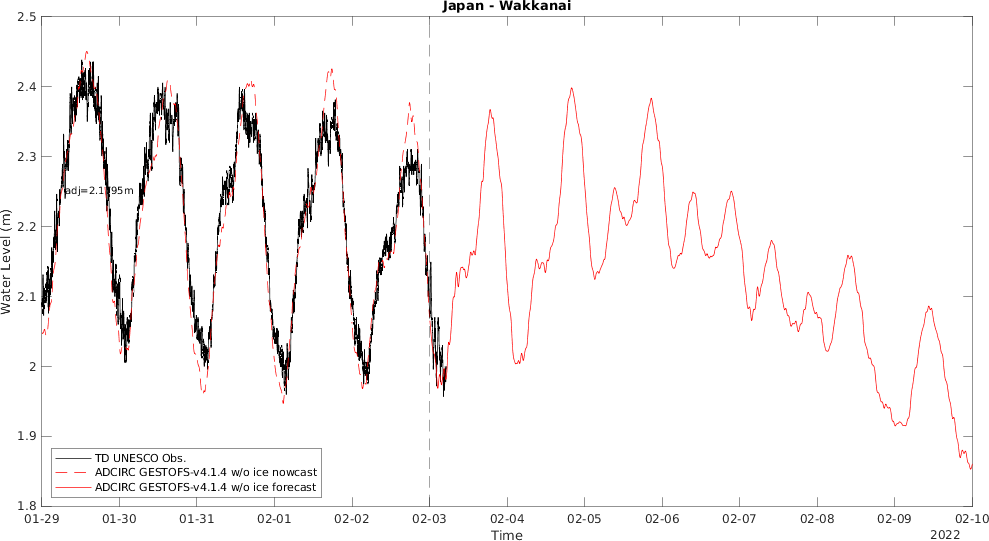 Japan - Wakkanai
2.5
2.4
2.3
2.2
2.1
2
1.9
1.8
Water Level (m)
TD UNESCO Obs.
ADCIRC GESTOFS-v4.1.4 w/o ice nowcast
ADCIRC GESTOFS-v4.1.4 w/o ice forecast
01-29 01-30 01-31 02-01 02-02 02-03 02-04 02-05 02-06 02-07 02-08 02-09 02-10
Time
2022